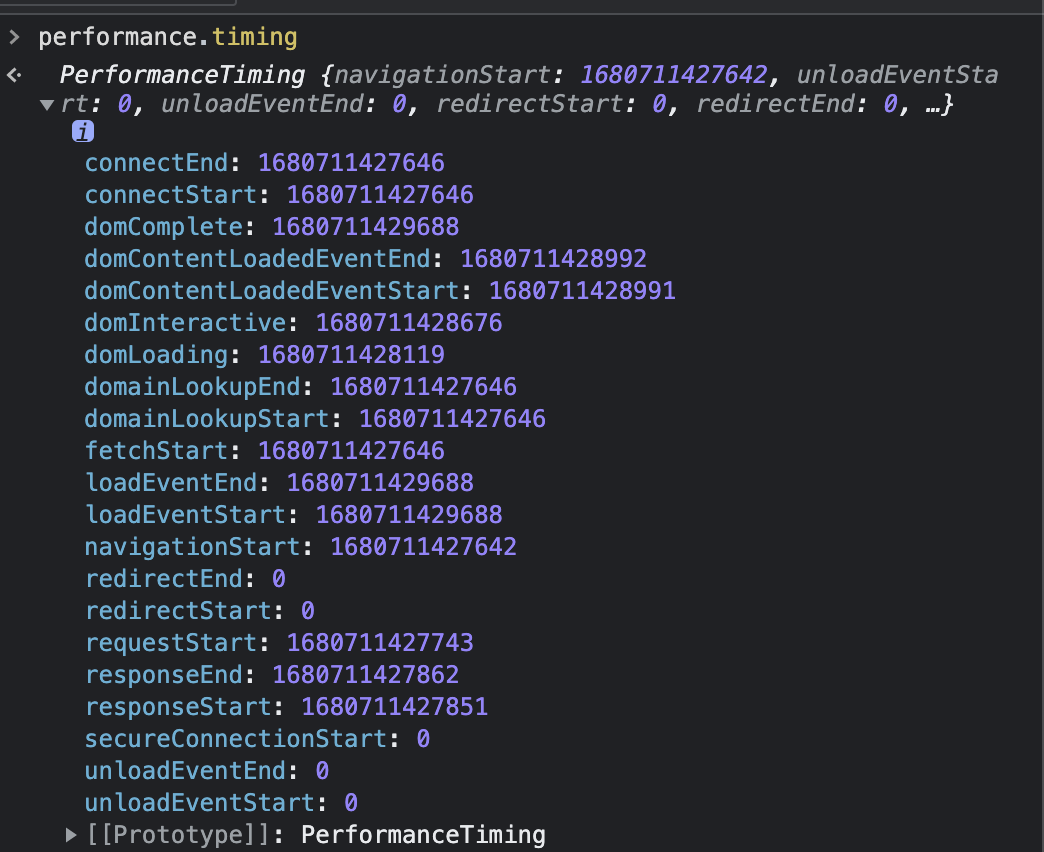 > performance.timing
PerformanceTiming {navigationStart: 1680711427642, unloadEventSta
rt: 0, unloadEventEnd: 0, redirectStart: 0, redirectEnd: 0, …}
i
connectEnd: 1680711427646
connectStart: 1680711427646
domComplete: 1680711429688
domContentLoadedEventEnd: 1680711428992
domContentLoadedEventStart: 1680711428991
domInteractive: 1680711428676
domLoading: 1680711428119
domainLookupEnd: 1680711427646
domainLookupStart: 1680711427646
fetchStart: 1680711427646
loadEventEnd: 1680711429688
loadEventStart: 1680711429688
navigationStart: 1680711427642
redirectEnd: 0
redirectStart: 0
requestStart: 1680711427743
responseEnd: 1680711427862
responseStart: 1680711427851
secureConnectionStart: 0
unloadEventEnd: 0
unloadEventStart: 0
[[Prototype]]: PerformanceTiming